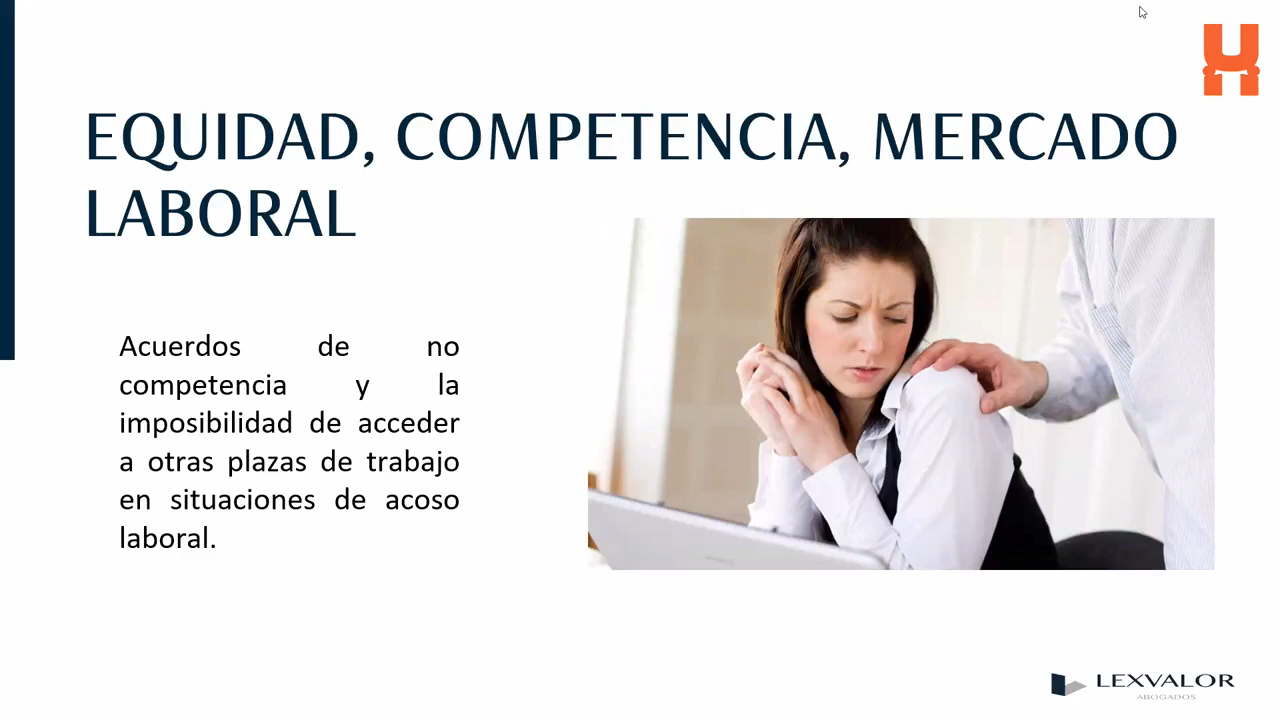 EQUIDAD, COMPETENCIA, MERCADO
LABORAL
Acuerdos de no
competencia y la
imposibilidad de acceder
a otras plazas de trabajo
en situaciones de acoso
laboral.
LEXVALOR
ABOGADOS